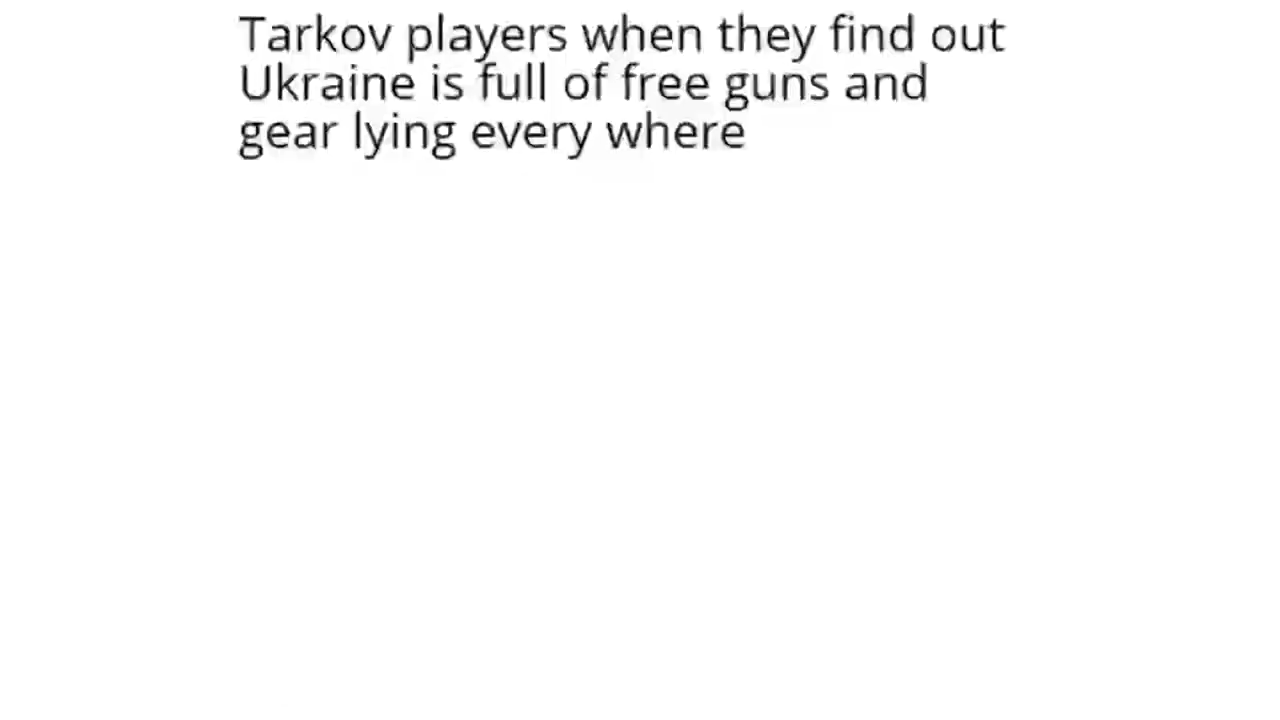 Tarkov players when they find out
Ukraine is full of free guns and
gear lying every where